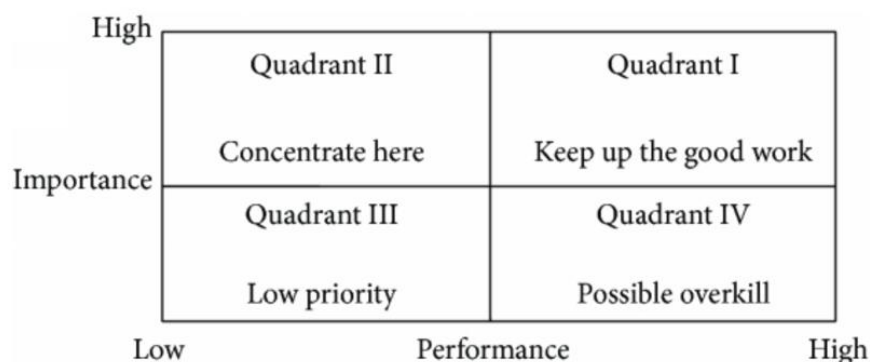 High
Quadrant II
Quadrant I
Concentrate here
Keep up the good work
Importance
Quadrant III
Quadrant IV
Low priority
Possible overkill
Low
Performance
High